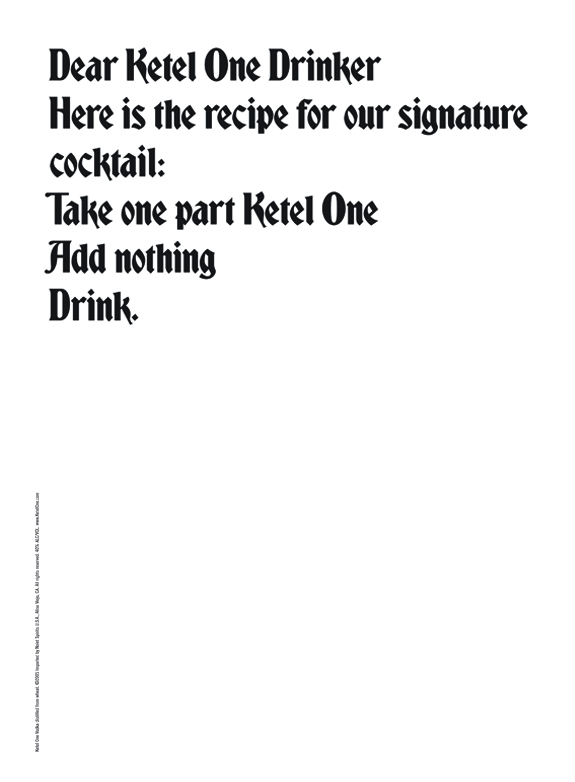 Dear Ketel One Drinker
Here is the recipe for our signature
cocktail:
Take one part Ketel One
Add nothing
Drink.
Ketel One Vodka distilled from wheat. ©2005 Imported by Nolet Spirits U.S.A., Aliso Viejo, CA. All rights reserved. 40% ALC/VOL. www.KetelOne.com